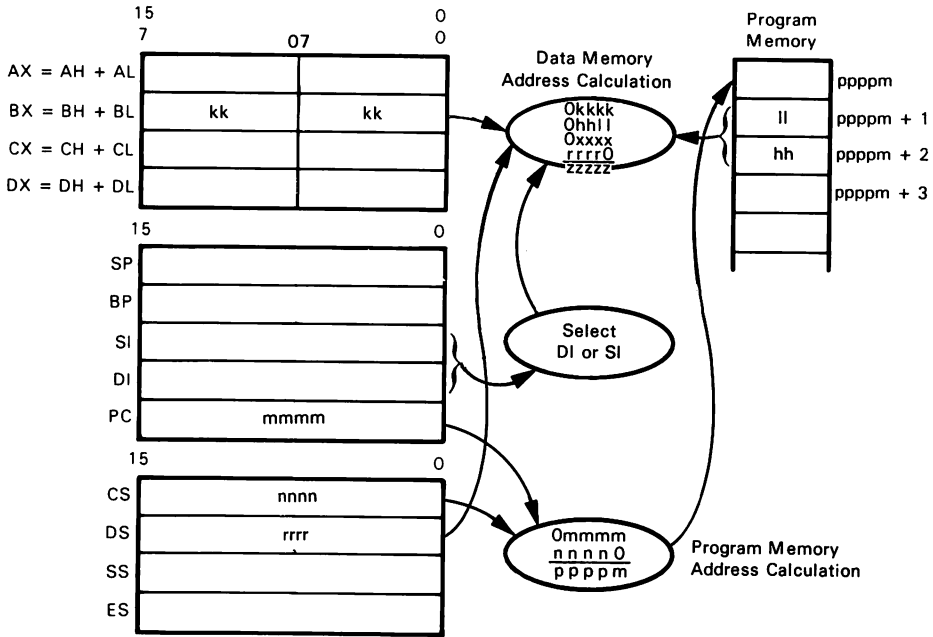 15 0
7 07 0
AX = AH + AL
BX = BH + BL kk kk
CX = CH + CL
DX = DH + DL
Data Memory
Address Calculation
0kkkk
0hhll
0xxxx
rrrr0
zzzzz
Program
Memory
ppppm
ll ppppm + 1
hh ppppm + 2
ppppm + 3
15 0
SP
BP
SI
DI
PC mmmm
Select
DI or SI
15 0
CS nnnn
DS rrrr
SS
ES
0mmmm
nnnn0
ppppm
Program Memory
Address Calculation